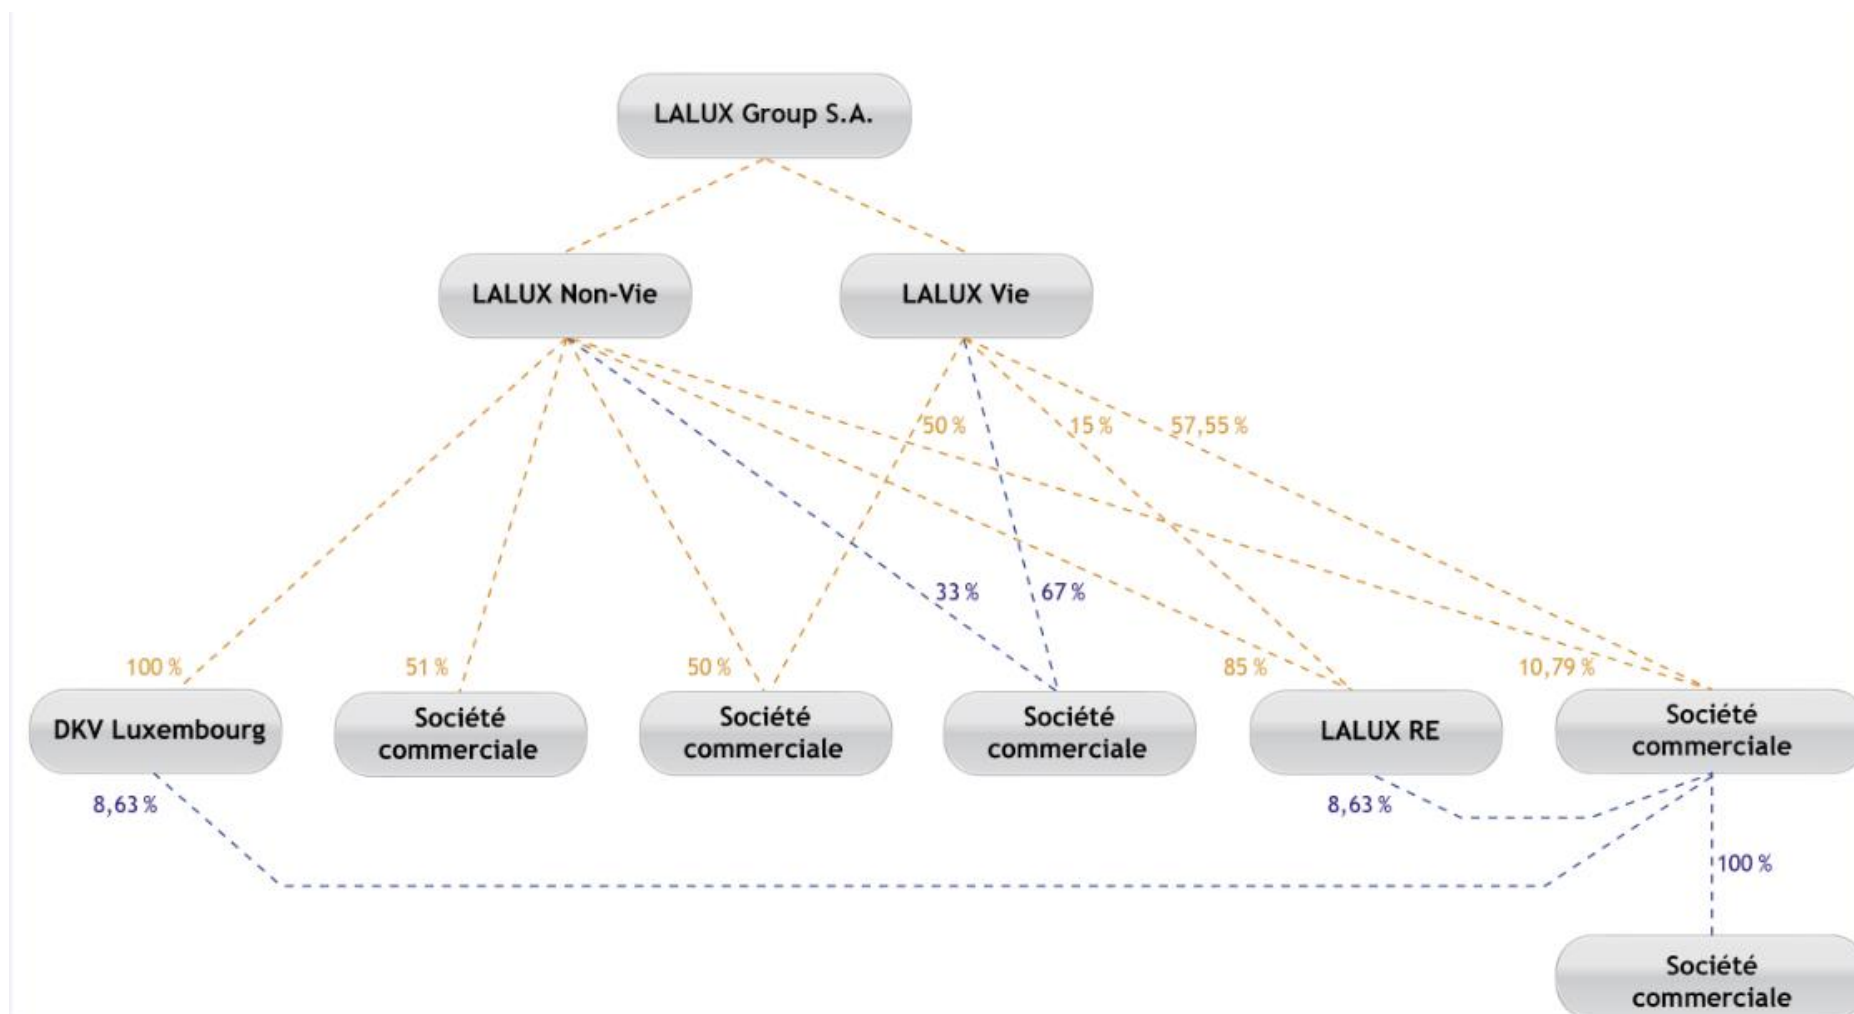 LALUX Group S.A.
LALUX Non-Vie
LALUX Vie
50 %
15 %
57,55 %
33 %
67 %
100 %
51 %
50 %
85 %
10,79 %
DKV Luxembourg
Société
commerciale
Société
commerciale
Société
commerciale
LALUX RE
Société
commerciale
8,63 %
8,63 %
100 %
Société
commerciale